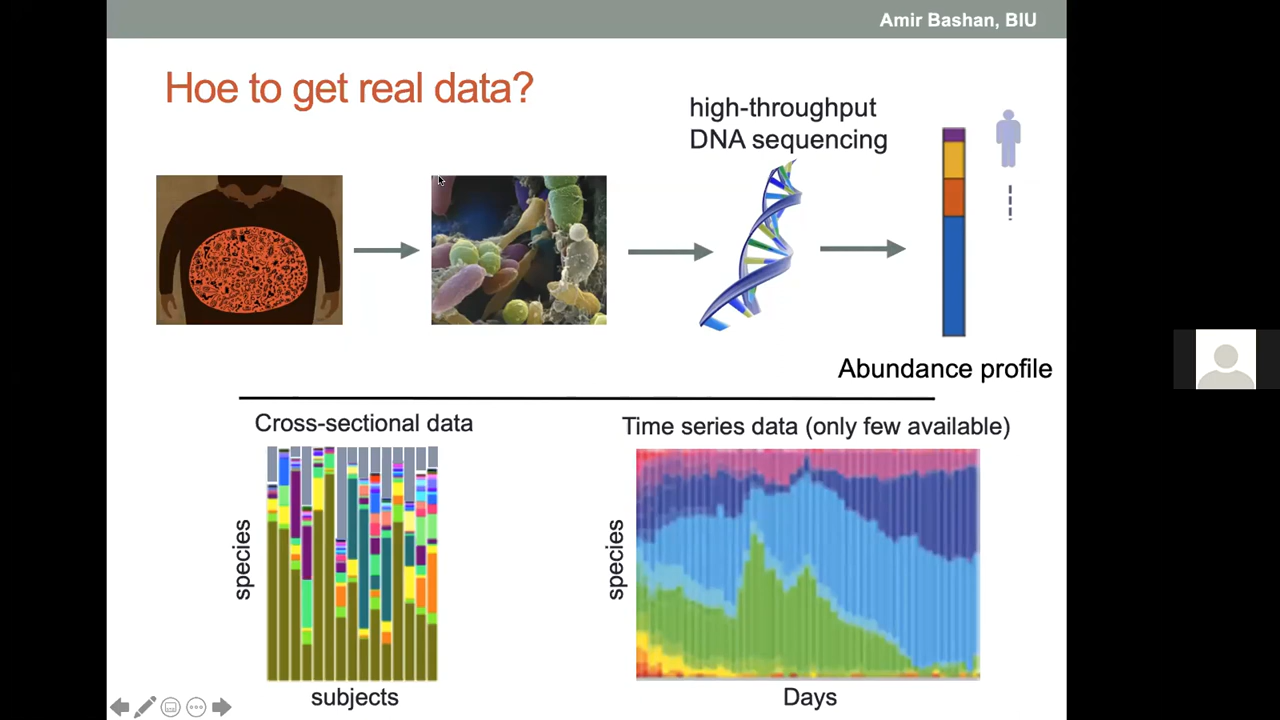 Amir Bashan, BIU
Hoe to get real data?
high-throughput
DNA sequencing
Abundance profile
Cross-sectional data
species
subjects
Time series data (only few available)
species
Days